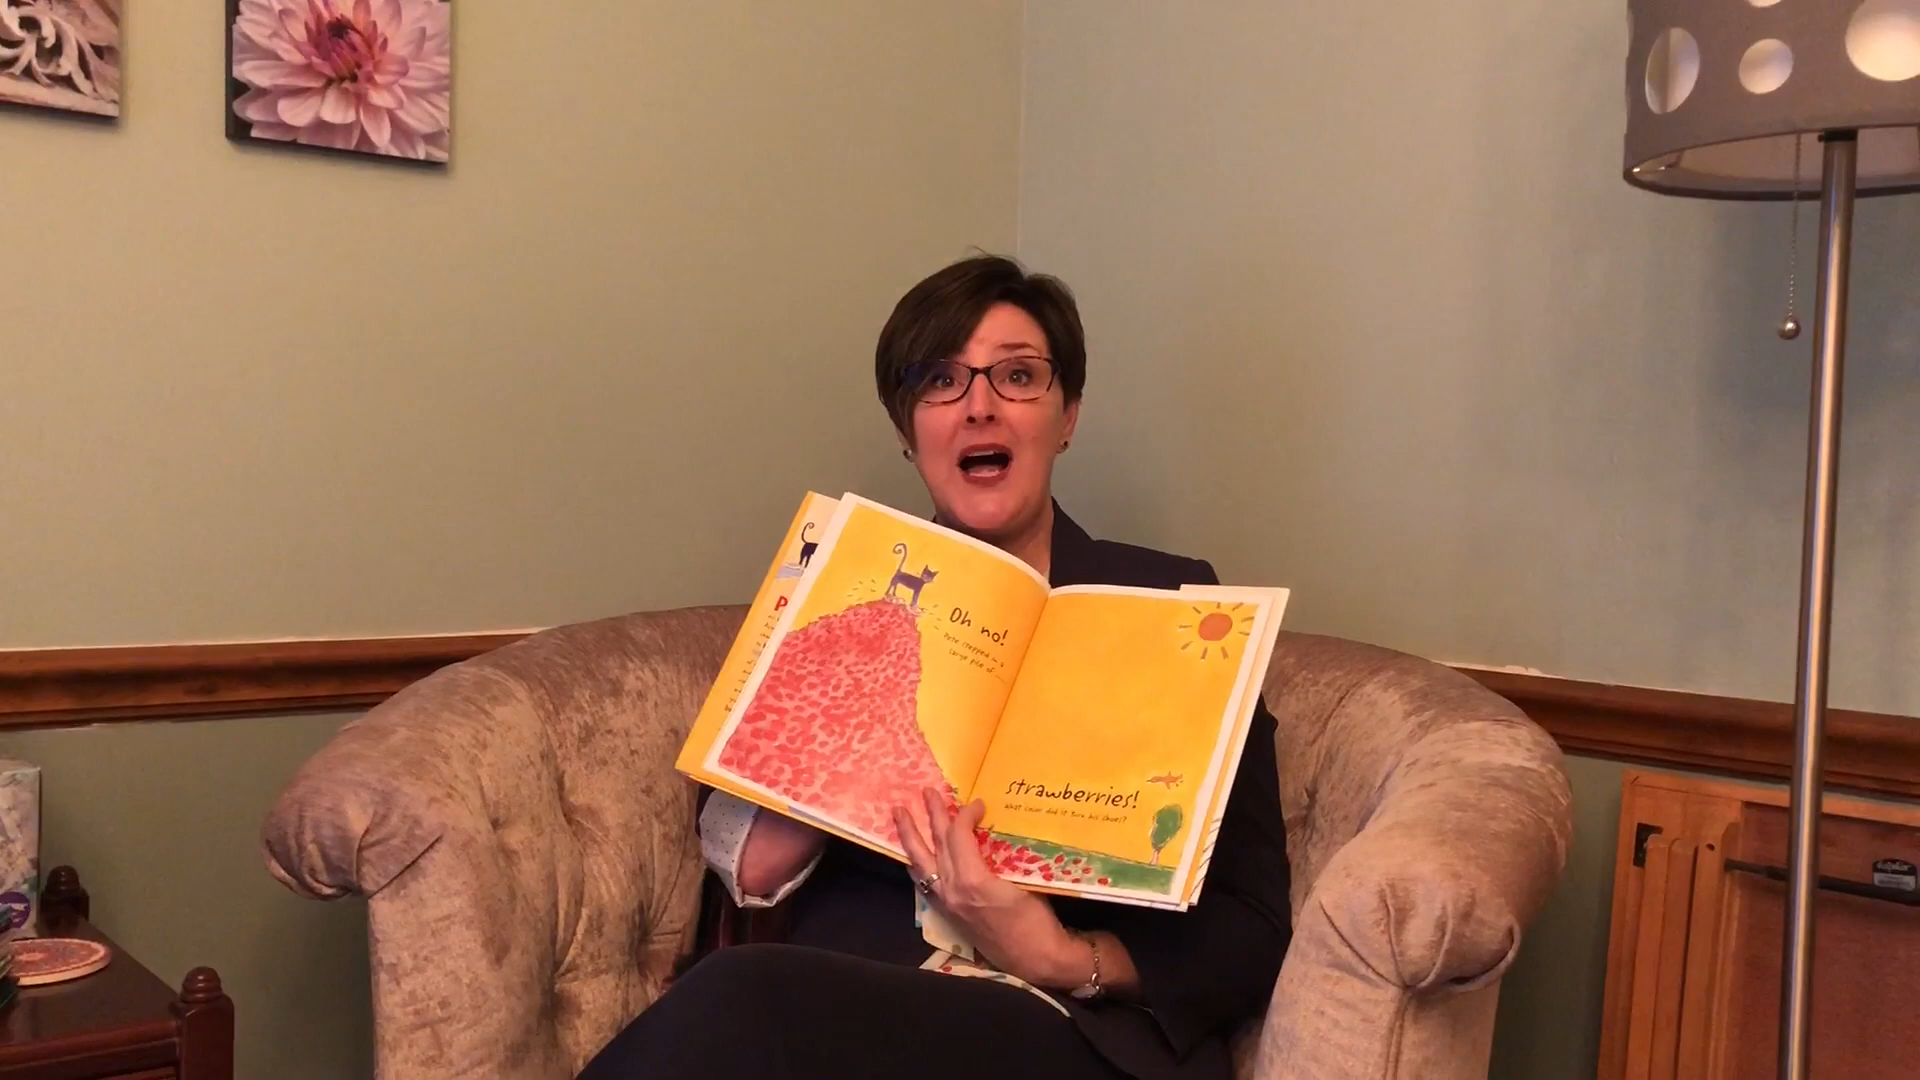 P
Oh no!
Pete stepped in a
large pile of
strawberries!
What color did it turn his shoes?